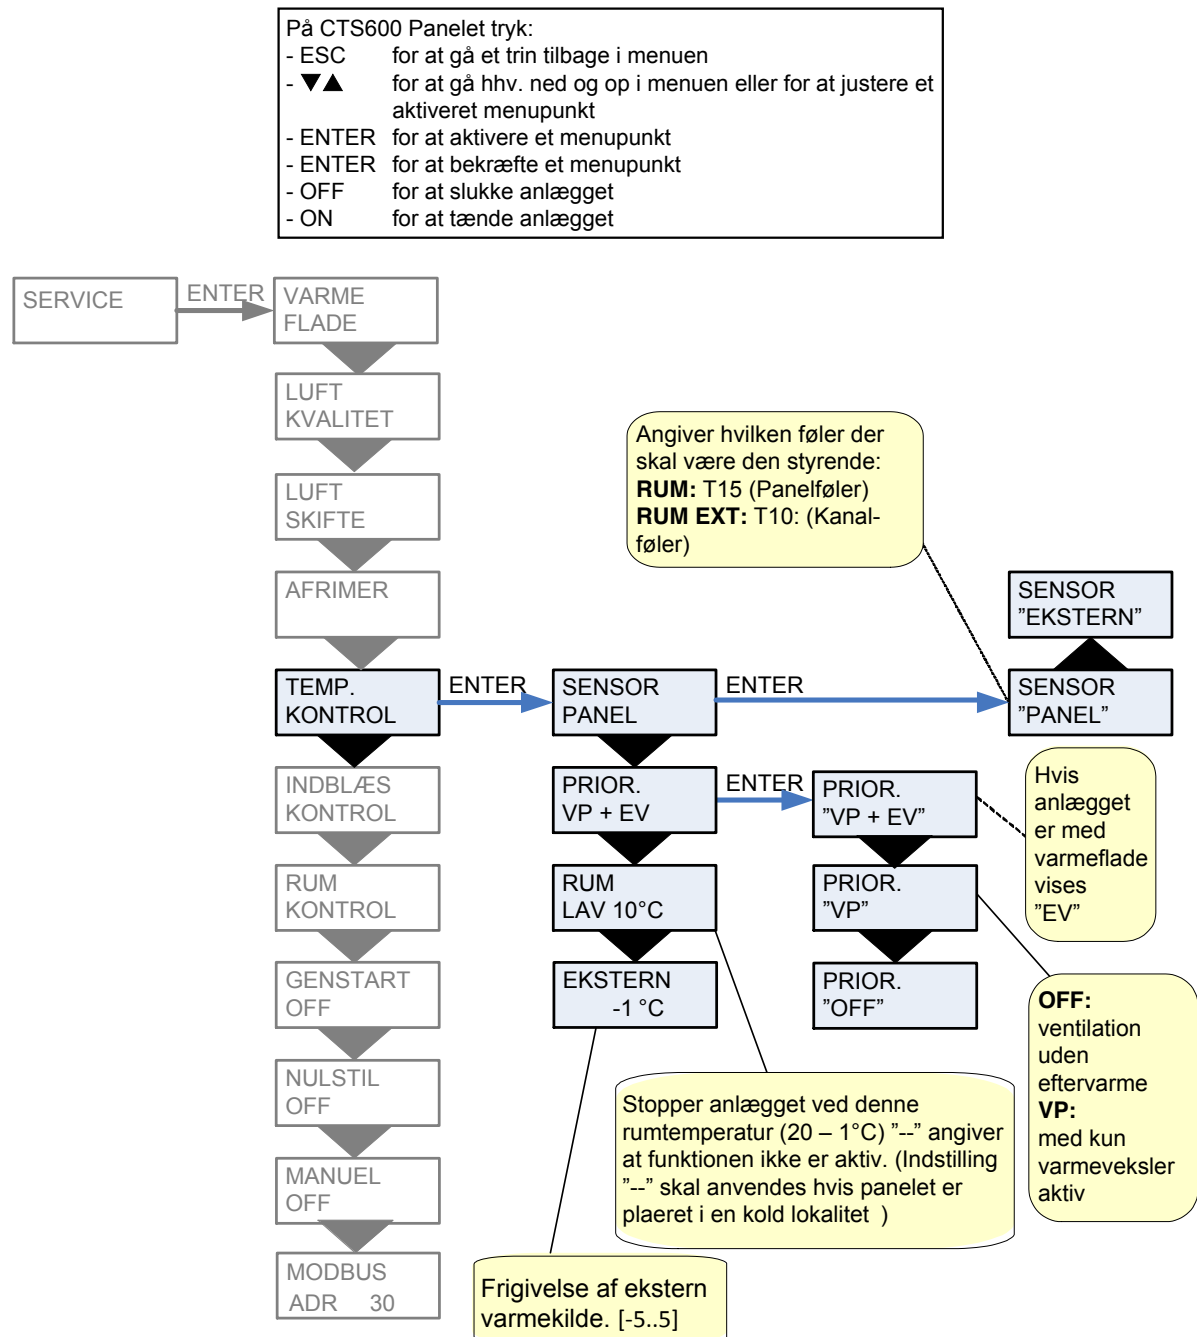 På CTS600 Panelet tryk:
- ESC for at gå et trin tilbage i menuen
- ▼▲ for at gå hhv. ned og op i menuen eller for at justere et
aktiveret menupunkt
- ENTER for at aktivere et menupunkt
- ENTER for at bekræfte et menupunkt
- OFF for at slukke anlægget
- ON for at tænde anlægget
SERVICE
ENTER
VARME
FLADE
LUFT
KVALITET
LUFT
SKIFTE
AFRIMER
Angiver hvilken føler der
skal være den styrende:
RUM: T15 (Panelføler)
RUM EXT: T10: (Kanal-
føler)
SENSOR
"EKSTERN"
TEMP.
KONTROL
ENTER
SENSOR
PANEL
ENTER
SENSOR
"PANEL"
INDBLÆS
KONTROL
PRIOR.
VP + EV
ENTER
PRIOR.
"VP + EV"
Hvis
anlægget
er med
varmeflade
vises
"EV"
RUM
KONTROL
RUM
LAV 10°C
PRIOR.
"VP"
GENSTART
OFF
EKSTERN
-1 °C
PRIOR.
"OFF"
OFF:
ventilation
uden
eftervarme
VP:
med kun
varmeveksler
aktiv
NULSTIL
OFF
Stopper anlægget ved denne
rumtemperatur (20 – 1°C) "--" angiver
at funktionen ikke er aktiv. (Indstilling
"--" skal anvendes hvis panelet er
plaeret i en kold lokalitet )
MANUEL
OFF
MODBUS
ADR 30
Frigivelse af ekstern
varmekilde. [-5..5]